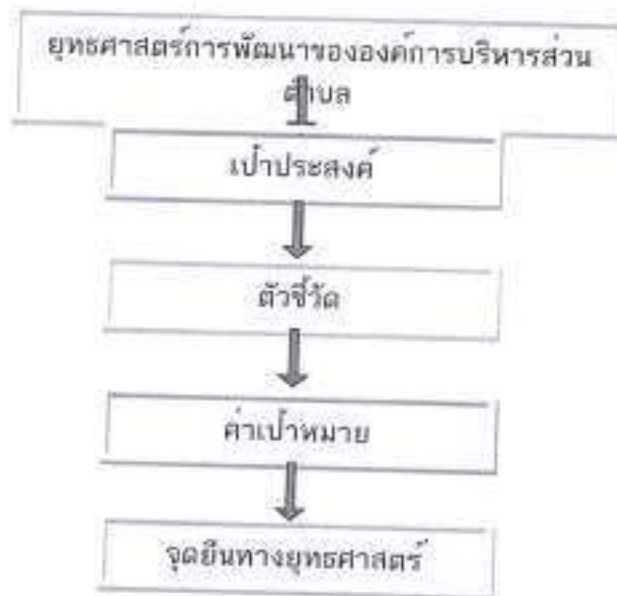 ยุทธศาสตร์การพัฒนาขององค์การบริหารส่วน
ตำบล
เป้าประสงค์
ตัวชี้วัด
ค่าเป้าหมาย
จุดยืนทางยุทธศาสตร์